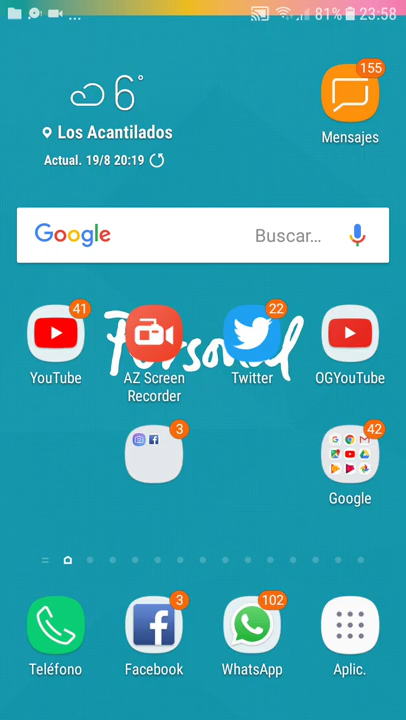 81% 23:58
6°
Los Acantilados
Actual. 19/8 20:19
155
Mensajes
Google
Buscar...
Personal
41
YouTube
AZ Screen
Recorder
22
Twitter
OGYouTube
3
42
Google
Teléfono
3
Facebook
102
WhatsApp
Aplic.